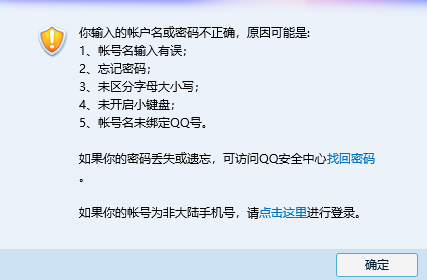 你输入的帐户名或密码不正确，原因可能是：
1、帐号名输入有误；
2、忘记密码；
3、未区分字母大小写；
4、未开启小键盘；
5、帐号名未绑定QQ号。
如果你的密码丢失或遗忘，可访问QQ安全中心找回密码
。
如果你的帐号为非大陆手机号，请点击这里进行登录。
确定